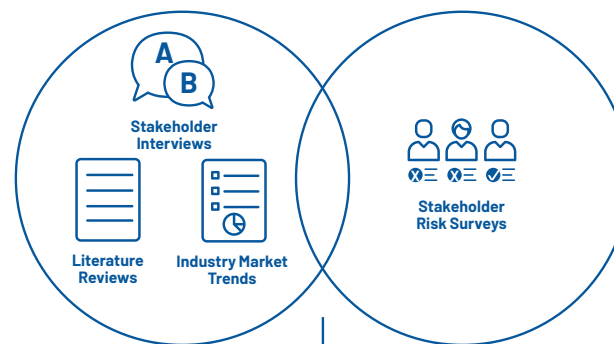 A
B
Stakeholder
Interviews
Literature
Reviews
Industry Market
Trends
X
X
Stakeholder
Risk Surveys